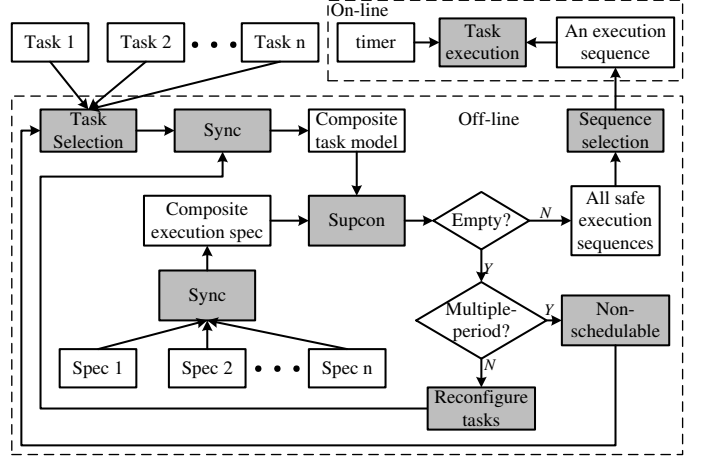 On-line
Task 1
Task 2
Task n
timer
Task
execution
An execution
sequence
Task
Selection
Sync
Composite
task model
Off-line
Sequence
selection
Composite
execution spec
Supcon
Empty?
N
All safe
execution
sequences
Y
Sync
Multiple-
period?
Y
Non-
schedulable
Spec 1
Spec 2
Spec n
N
Reconfigure
tasks